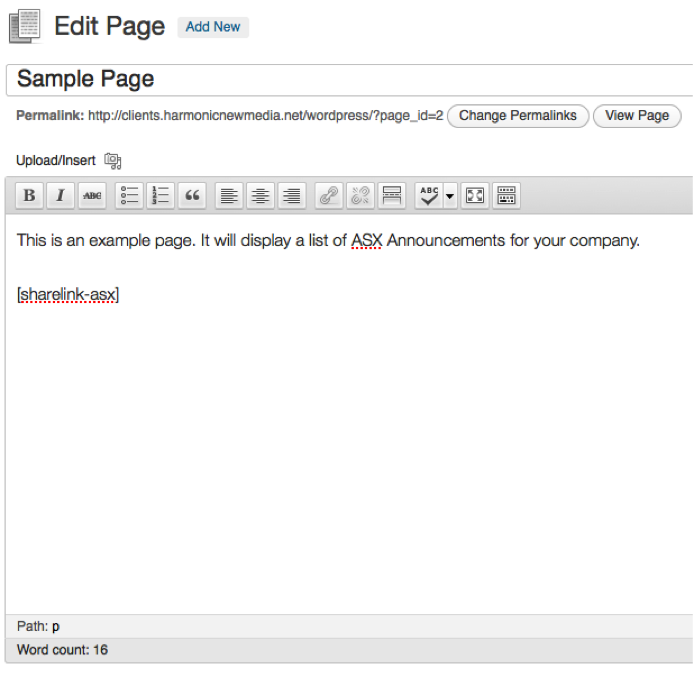 Edit Page Add New
Sample Page
Permalink: http://clients.harmonicnewmedia.net/wordpress/?page_id=2 Change Permalinks View Page
Upload/Insert
B I ABC ABC
This is an example page. It will display a list of ASX Announcements for your company.
[sharelink-asx]
Path: p
Word count: 16